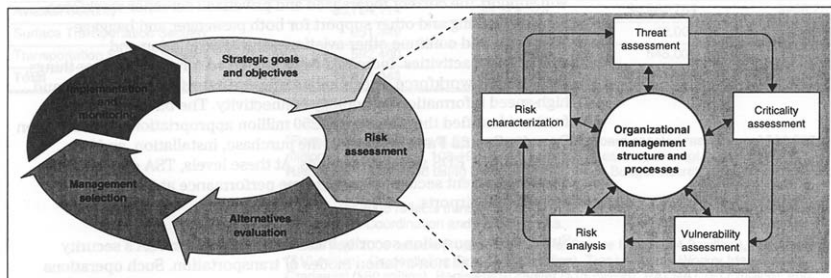 Strategic goals
and objectives
Implementation
and
monitoring
Risk
assessment
Management
selection
Alternatives
evaluation
Threat
assessment
Risk
characterization
Criticality
assessment
Organizational
management
structure and
processes
Risk
analysis
Vulnerability
assessment